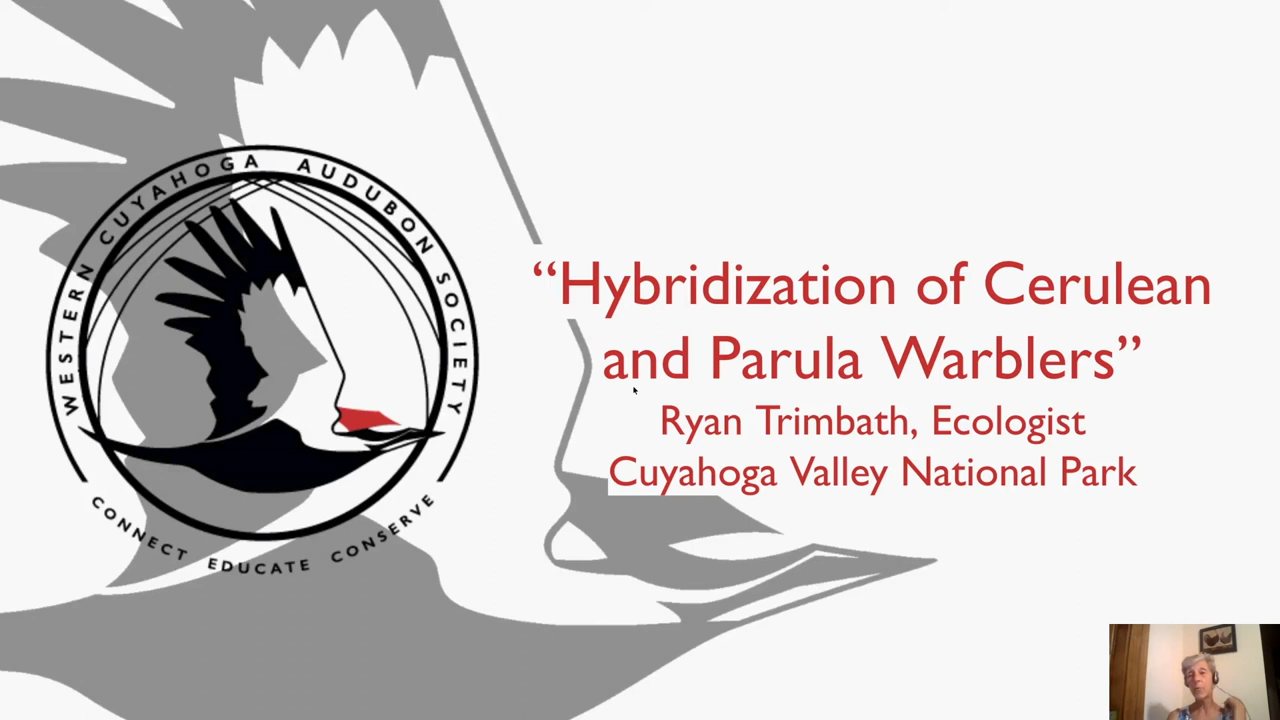 WESTERN CUYAHOGA AUDUBON SOCIETY
CONNECT EDUCATE CONSERVE
“Hybridization of Cerulean
and Parula Warblers”
Ryan Trimbath, Ecologist
Cuyahoga Valley National Park